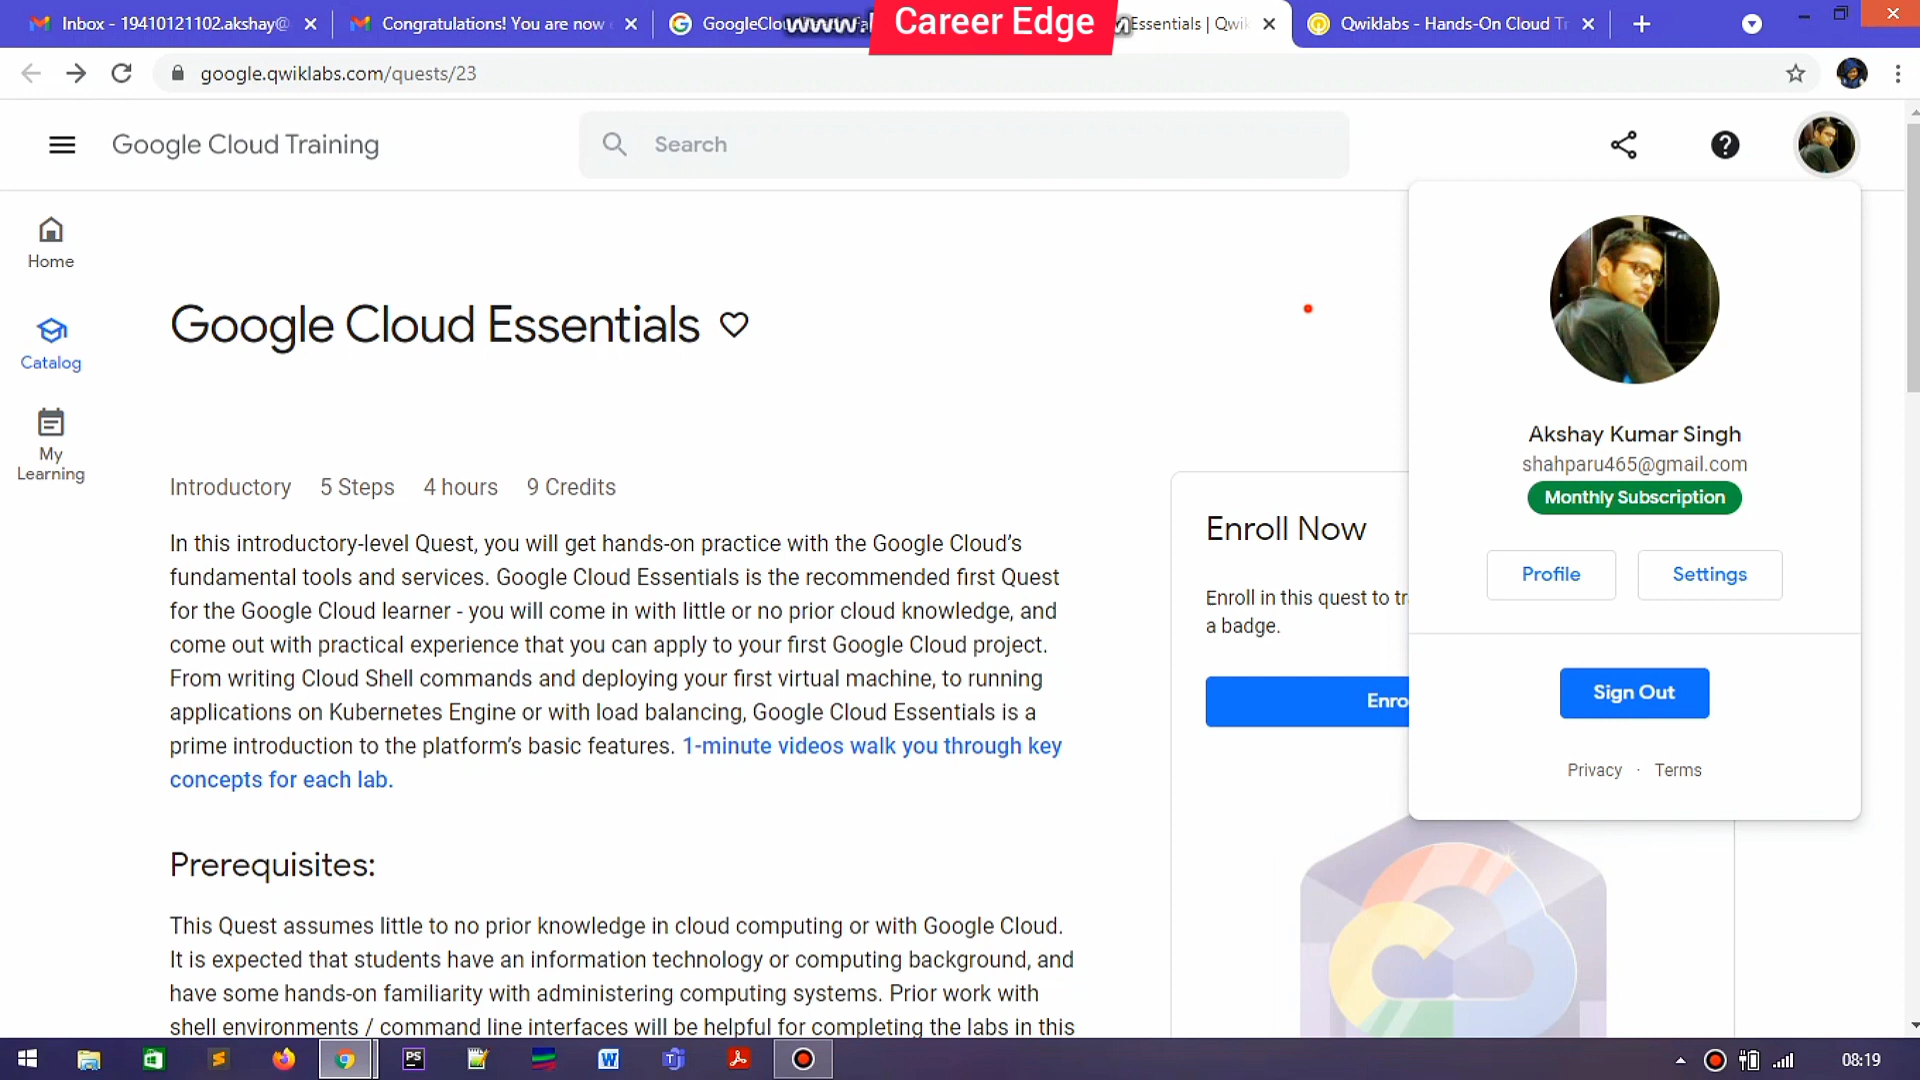 Inbox - 19410121102.akshay@
Congratulations! You are now
GoogleClou
www.
Career Edge
Essentials | Qwik
Qwiklabs - Hands-On Cloud Tr
google.qwiklabs.com/quests/23
Google Cloud Training
Search
Home
Catalog
My
Learning
Google Cloud Essentials
Introductory 5 Steps 4 hours 9 Credits
In this introductory-level Quest, you will get hands-on practice with the Google Cloud’s
fundamental tools and services. Google Cloud Essentials is the recommended first Quest
for the Google Cloud learner - you will come in with little or no prior cloud knowledge, and
come out with practical experience that you can apply to your first Google Cloud project.
From writing Cloud Shell commands and deploying your first virtual machine, to running
applications on Kubernetes Engine or with load balancing, Google Cloud Essentials is a
prime introduction to the platform’s basic features. 1-minute videos walk you through key
concepts for each lab.
Prerequisites:
This Quest assumes little to no prior knowledge in cloud computing or with Google Cloud.
It is expected that students have an information technology or computing background, and
have some hands-on familiarity with administering computing systems. Prior work with
shell environments / command line interfaces will be helpful for completing the labs in this
Enroll Now
Enroll in this quest to tr
a badge.
Enro
Akshay Kumar Singh
shahparu465@gmail.com
Monthly Subscription
Profile
Settings
Sign Out
Privacy · Terms
PS
08:19